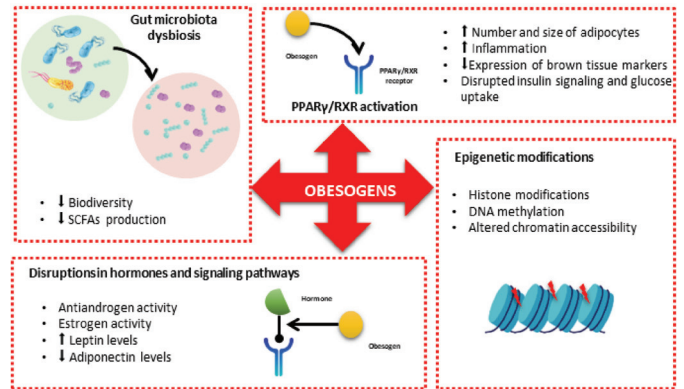 Gut microbiota
dysbiosis
• ⬇ Biodiversity
• ⬇ SCFAs production
Obesogen
PPARγ/RXR
receptor
PPARγ/RXR activation
• ⬆ Number and size of adipocytes
• ⬆ Inflammation
• ⬇Expression of brown tissue markers
• Disrupted insulin signaling and glucose
uptake
OBESOGENS
Epigenetic modifications
• Histone modifications
• DNA methylation
• Altered chromatin accessibility
Disruptions in hormones and signaling pathways
• Antiandrogen activity
• Estrogen activity
• ⬆ Leptin levels
• ⬇ Adiponectin levels
Hormone
Obesogen